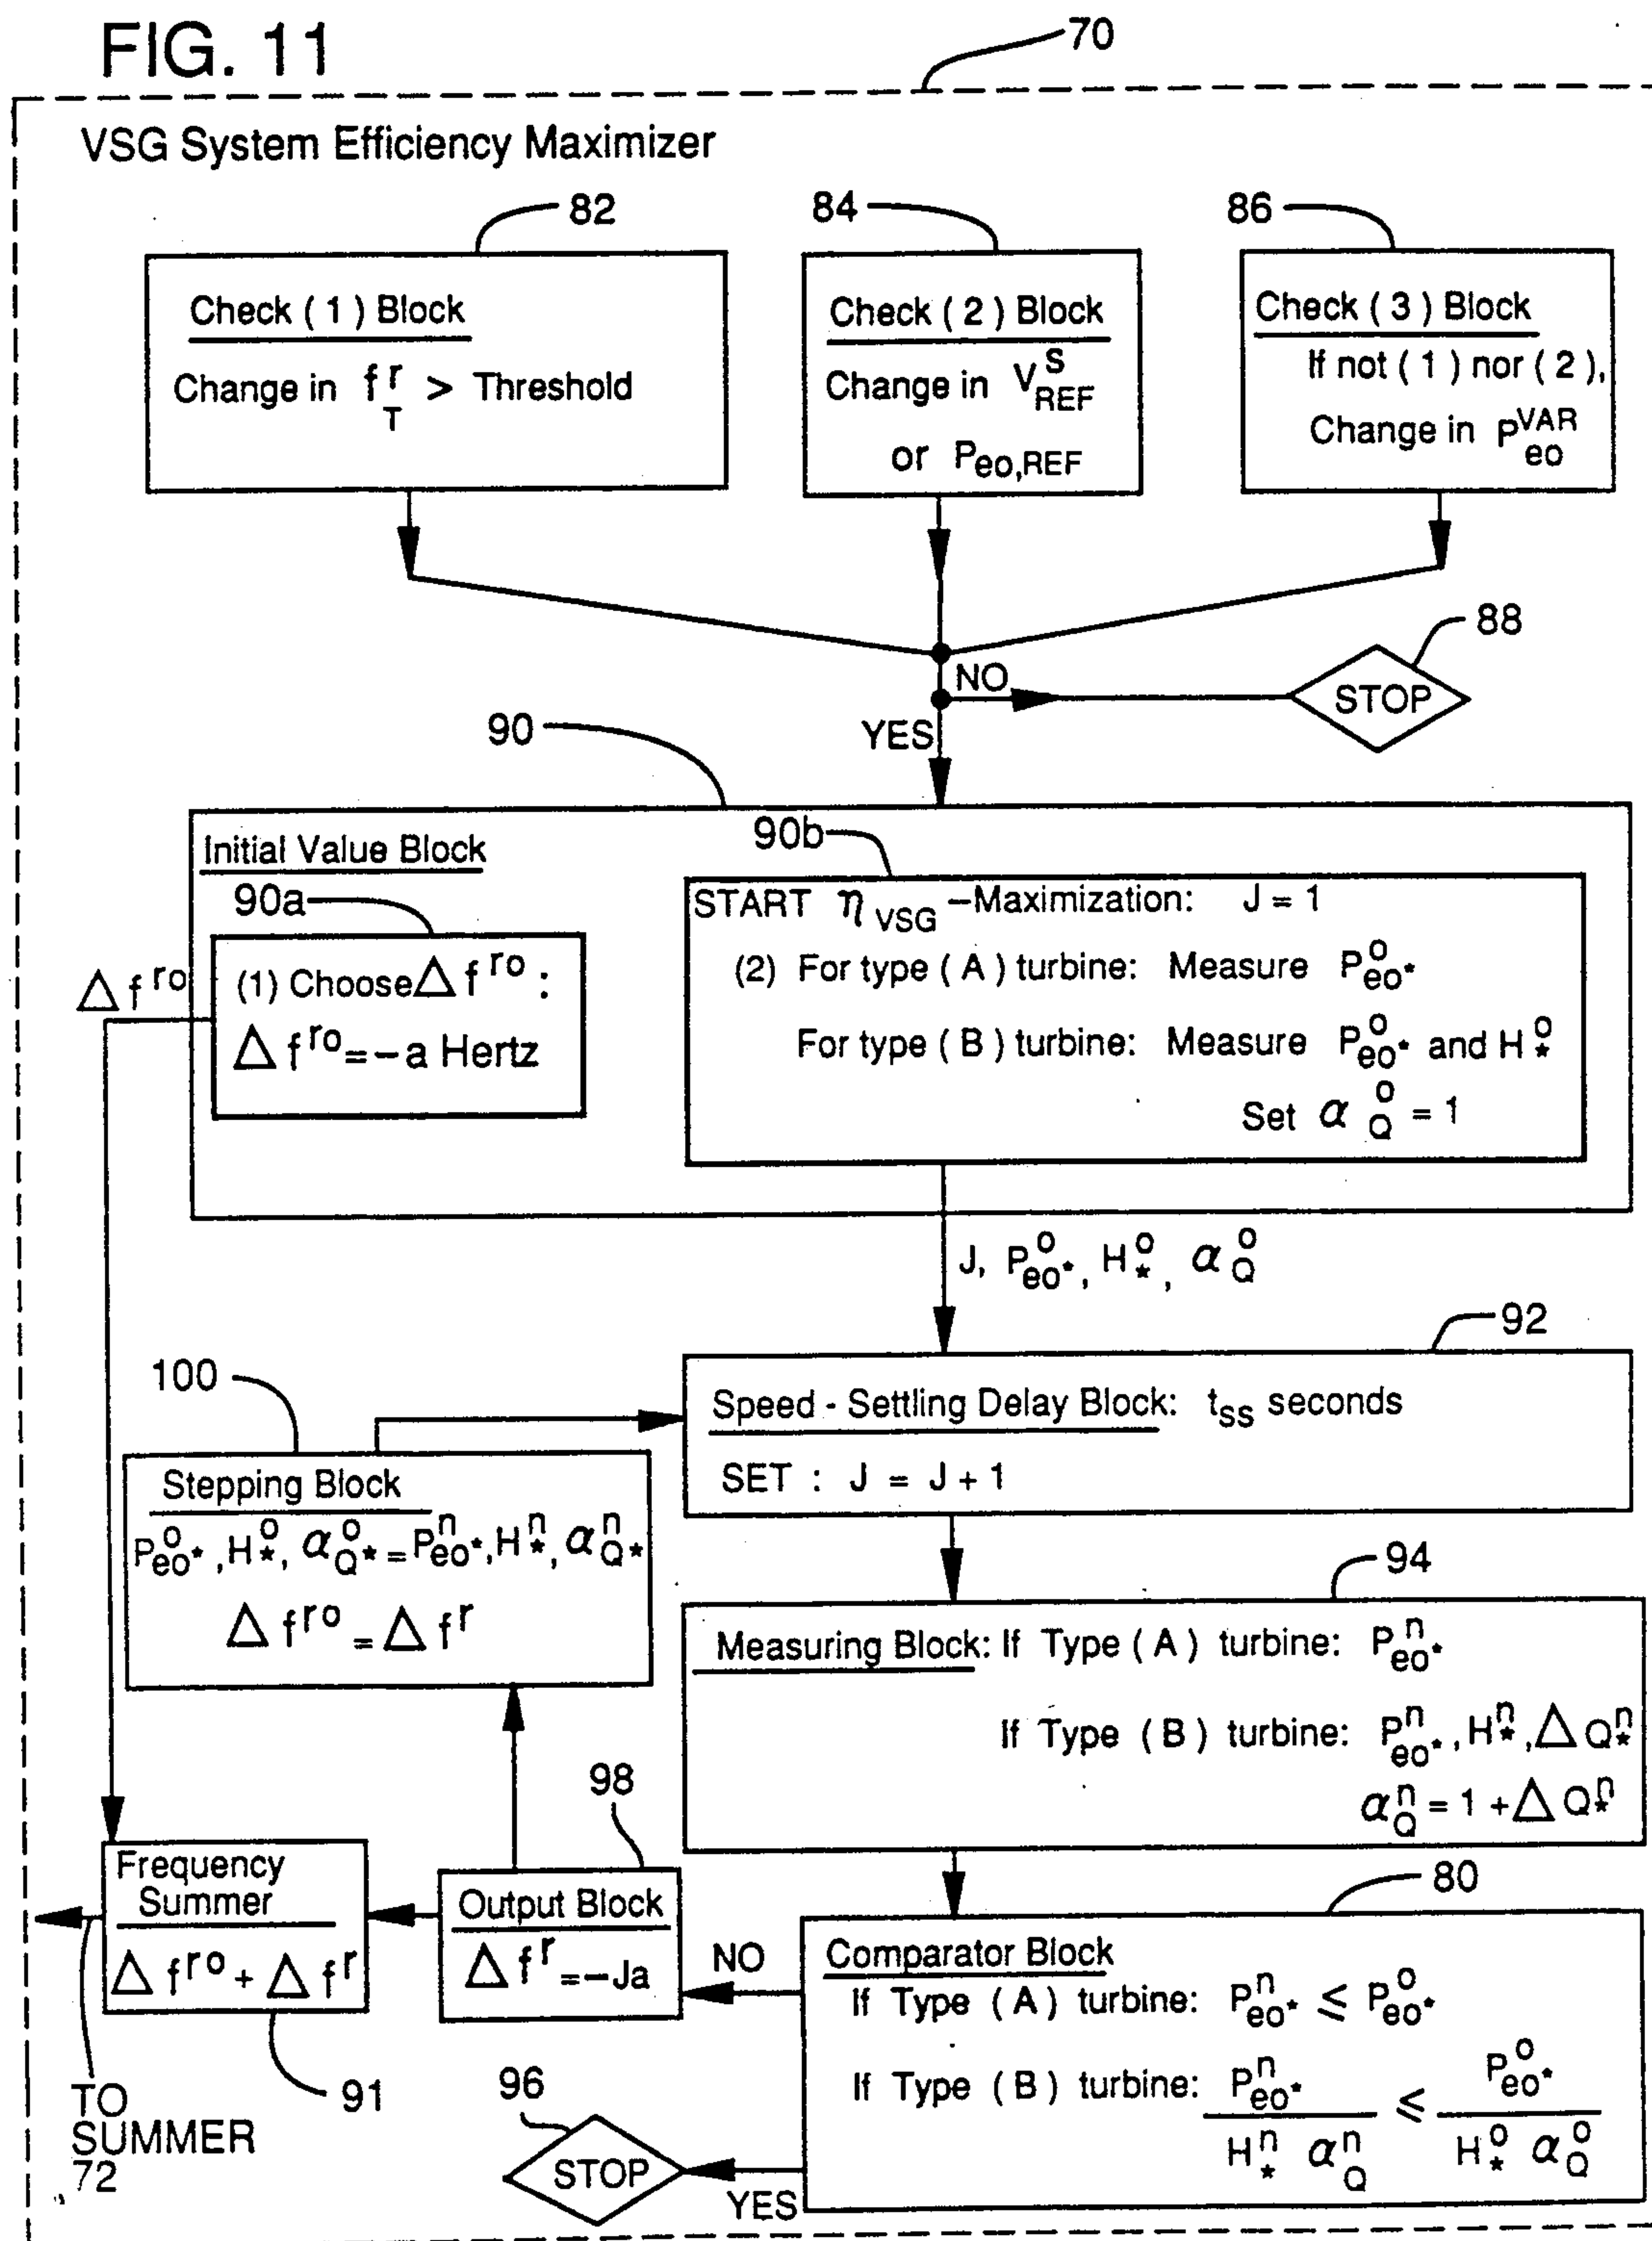 FIG. 11
70
VSG System Efficiency Maximizer
82
84
86
Check ( 1 ) Block
Change in f^r_T > Threshold
Check ( 2 ) Block
Change in V^S_REF
or P_eo,REF
Check ( 3 ) Block
If not ( 1 ) nor ( 2 ),
Change in P^VAR_eo
88
NO
STOP
YES
90
Initial Value Block
90a
90b
Δf^ro
(1) Choose Δf^ro :
Δf^ro = -a Hertz
START η_VSG -Maximization: J = 1
(2) For type ( A ) turbine: Measure P^o_eo*
For type ( B ) turbine: Measure P^o_eo* and H^o_*
Set α^o_Q = 1
J, P^o_eo*, H^o_*, α^o_Q
92
100
Speed - Settling Delay Block: t_ss seconds
SET : J = J + 1
Stepping Block
P^o_eo*, H^o_*, α^o_Q* = P^n_eo*, H^n_*, α^n_Q*
Δf^ro = Δf^r
94
Measuring Block: If Type ( A ) turbine: P^n_eo*
If Type ( B ) turbine: P^n_eo*, H^n_*, ΔQ^n_*
α^n_Q = 1 + ΔQ^n_*
98
80
Frequency
Summer
Δf^ro + Δf^r
Output Block
Δf^r = -Ja
NO
Comparator Block
If Type ( A ) turbine: P^n_eo* ≤ P^o_eo*
If Type ( B ) turbine: P^n_eo* / H^n_* α^n_Q ≤ P^o_eo* / H^o_* α^o_Q
91
TO
SUMMER
72
96
STOP
YES